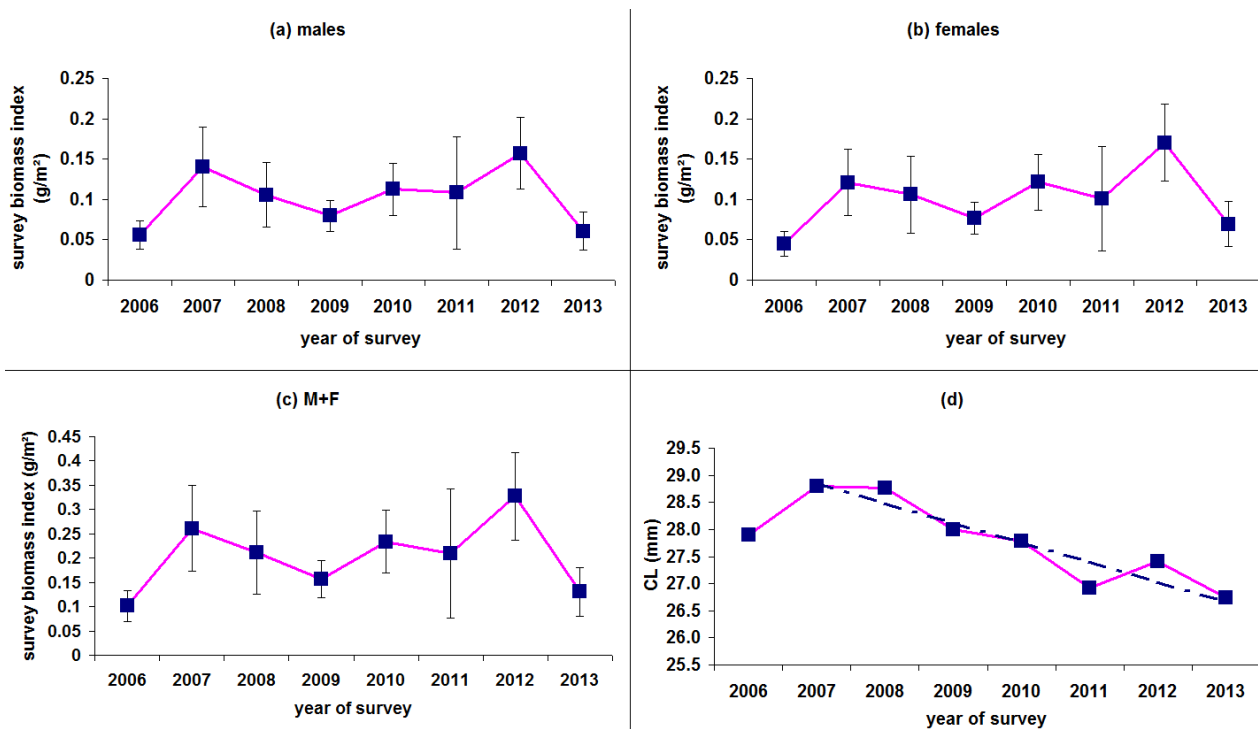 (a) males
survey biomass index
(g/m²)
0.25
0.2
0.15
0.1
0.05
0
2006 2007 2008 2009 2010 2011 2012 2013
year of survey
(b) females
survey biomass index
(g/m²)
0.25
0.2
0.15
0.1
0.05
0
2006 2007 2008 2009 2010 2011 2012 2013
year of survey
(c) M+F
survey biomass index (g/m²)
0.45
0.4
0.35
0.3
0.25
0.2
0.15
0.1
0.05
0
2006 2007 2008 2009 2010 2011 2012 2013
year of survey
(d)
CL (mm)
29.5
29.0
28.5
28.0
27.5
27.0
26.5
26.0
25.5
2006 2007 2008 2009 2010 2011 2012 2013
year of survey